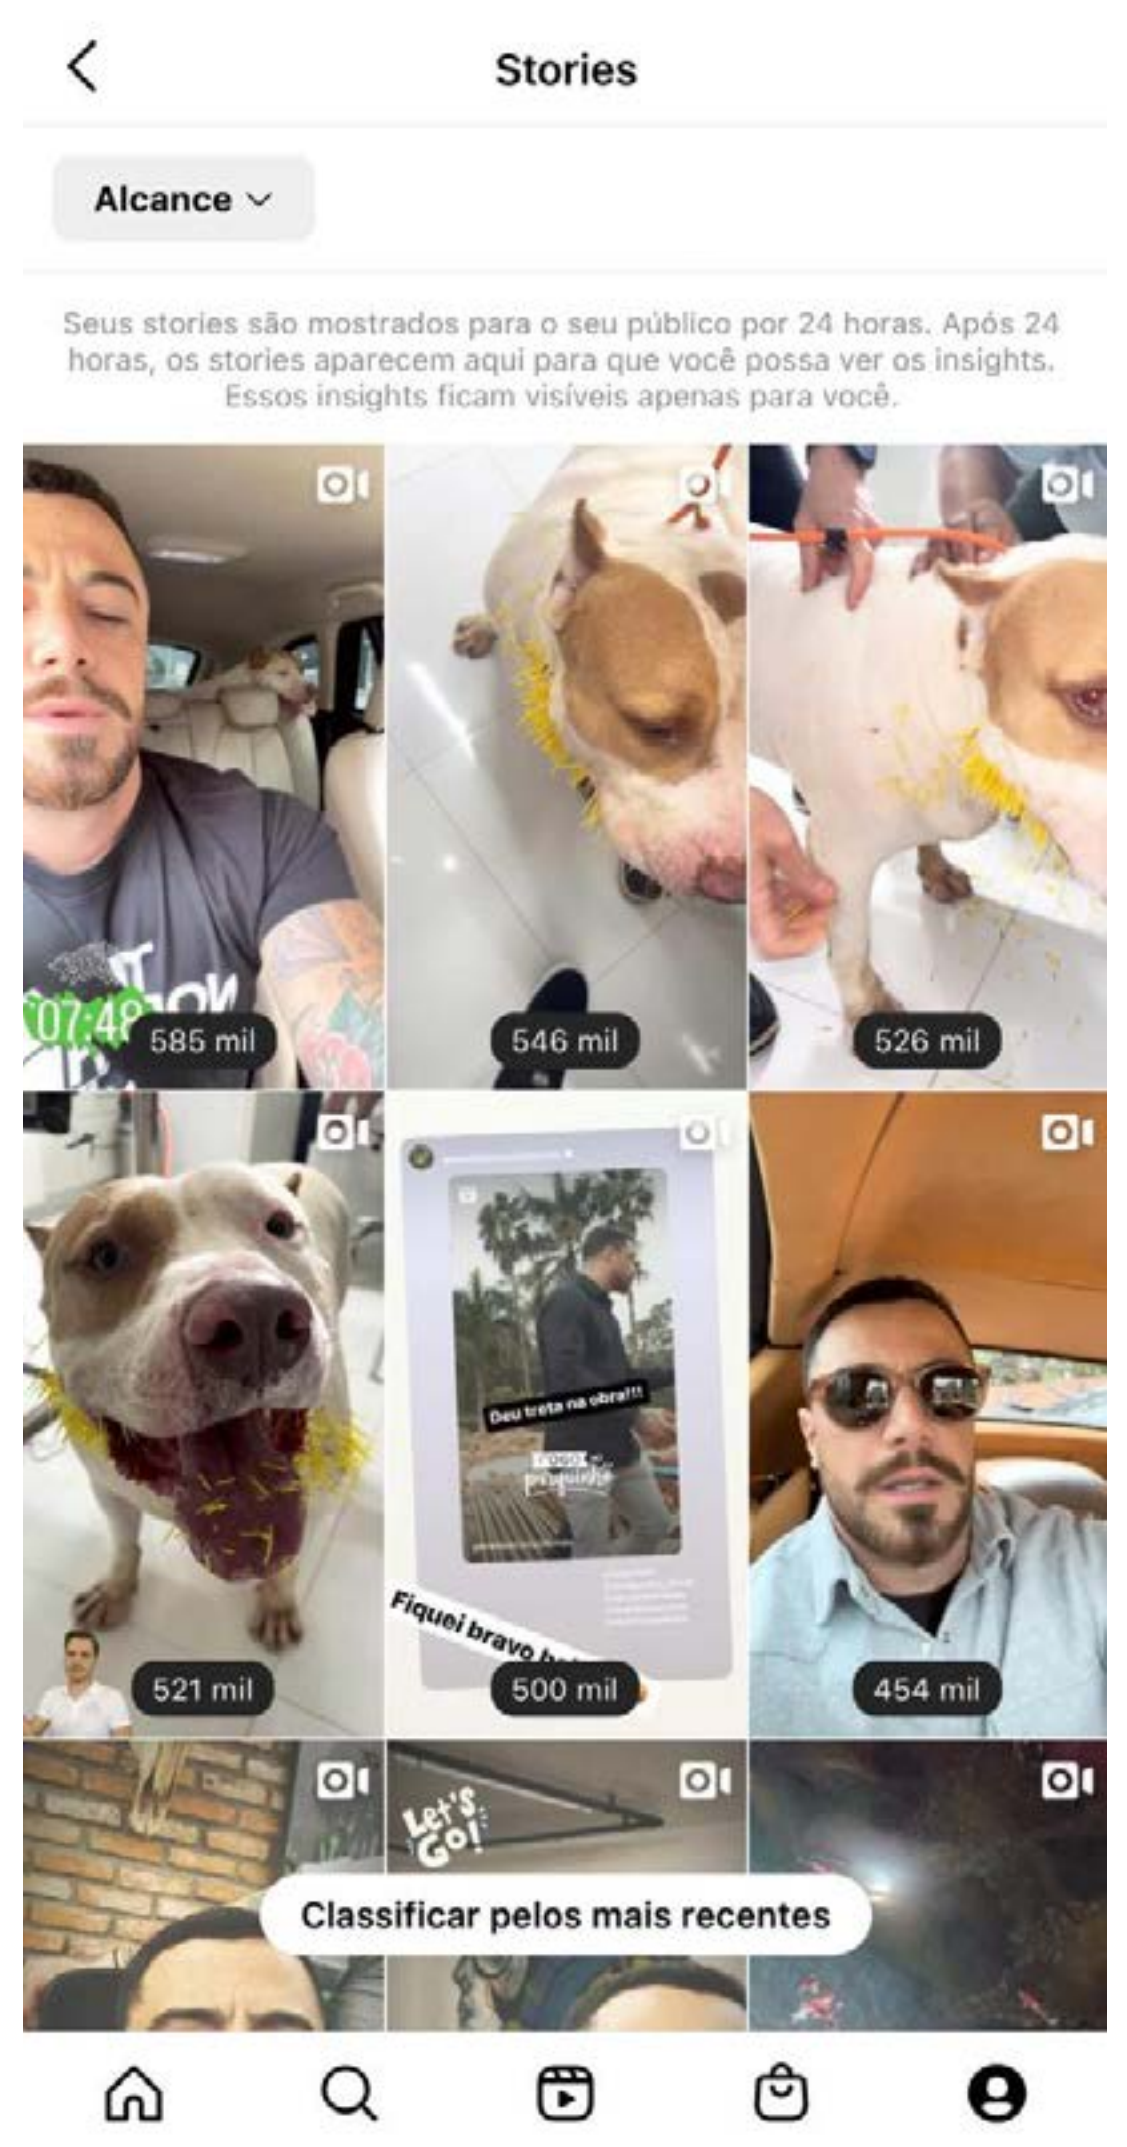 Stories
Alcance
Seus stories são mostrados para o seu público por 24 horas. Após 24
horas, os stories aparecem aqui para que você possa ver os insights.
Essos insights ficam visíveis apenas para você.
07:48
585 mil
546 mil
526 mil
Deu treta na obra!!!
porquinho
Fiquei bravo
521 mil
500 mil
454 mil
LET'S
GO!
Classificar pelos mais recentes